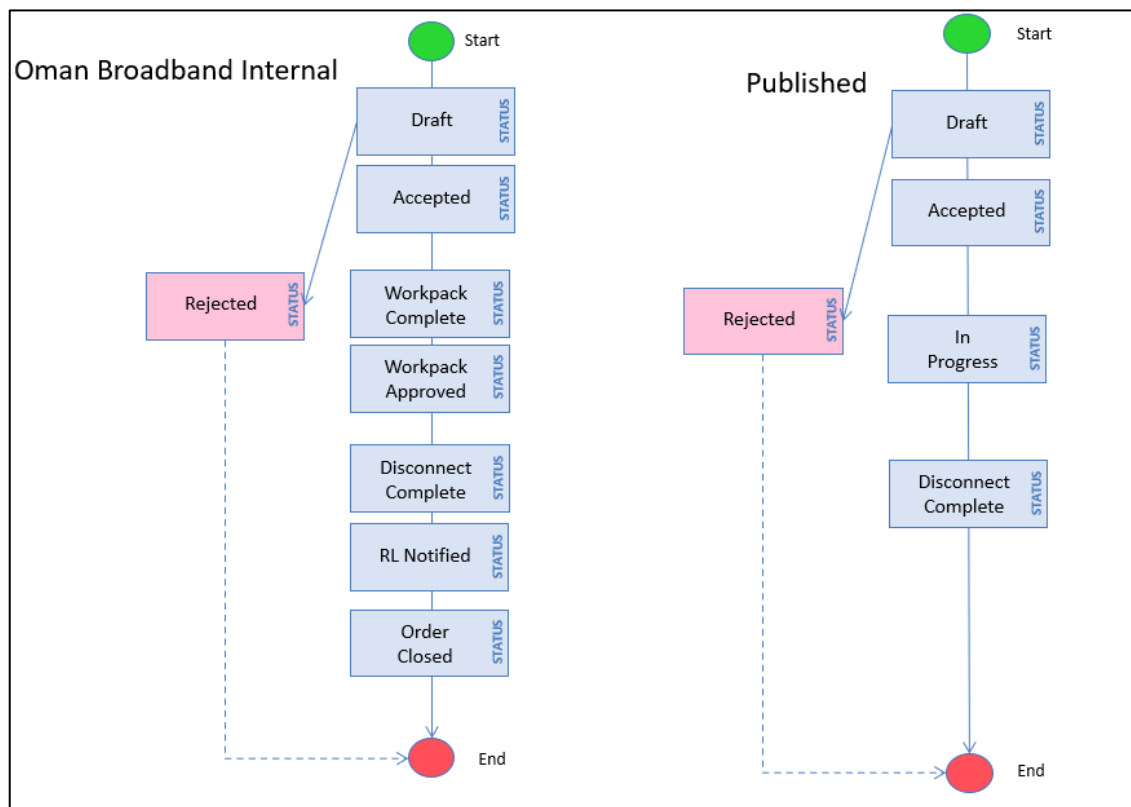 Oman Broadband Internal
Start
Draft
STATUS
Accepted
STATUS
Rejected
STATUS
Workpack
Complete
STATUS
Workpack
Approved
STATUS
Disconnect
Complete
STATUS
RL Notified
STATUS
Order
Closed
STATUS
End
Published
Start
Draft
STATUS
Accepted
STATUS
Rejected
STATUS
In
Progress
STATUS
Disconnect
Complete
STATUS
End